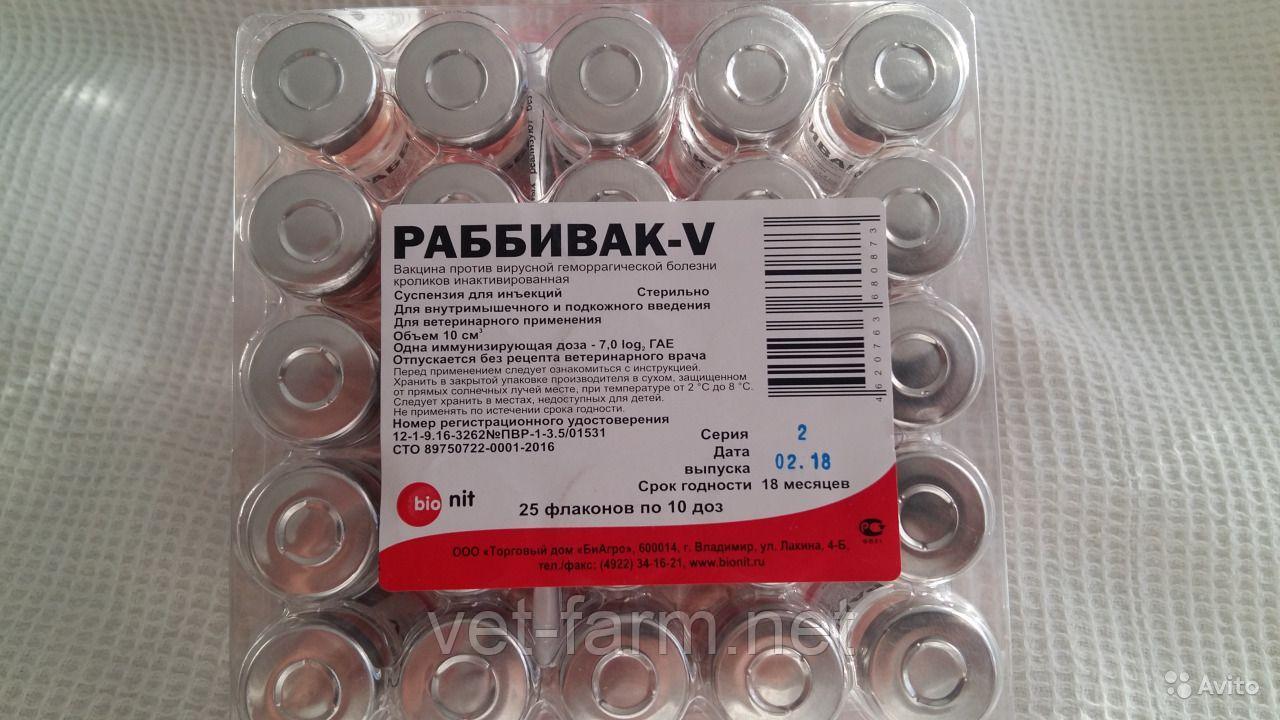 РАББИВАК-V
Вакцина против вирусной геморрагической болезни
кроликов инактивированная
Суспензия для инъекций Стерильно
Для внутримышечного и подкожного введения
Для ветеринарного применения
Объем 10 см³
Одна иммунизирующая доза - 7,0 log₂ ГАЕ
Отпускается без рецепта ветеринарного врача
Перед применением следует ознакомиться с инструкцией.
Хранить в закрытой упаковке производителя в сухом, защищенном
от прямых солнечных лучей месте, при температуре от 2 °С до 8 °С.
Следует хранить в местах, недоступных для детей.
Не применять по истечении срока годности.
Номер регистрационного удостоверения
12-1-9.16-3262№ПВР-1-3.5/01531
СТО 89750722-0001-2016
4 620763 680873
Серия 2
Дата
выпуска 02.18
Срок годности 18 месяцев
bio nit
25 флаконов по 10 доз
ООО «Торговый дом «БиАгро», 600014, г. Владимир, ул. Лакина, 4-Б,
тел./факс: (4922) 34-16-21, www.bionit.ru
vet-farm.net
Avito